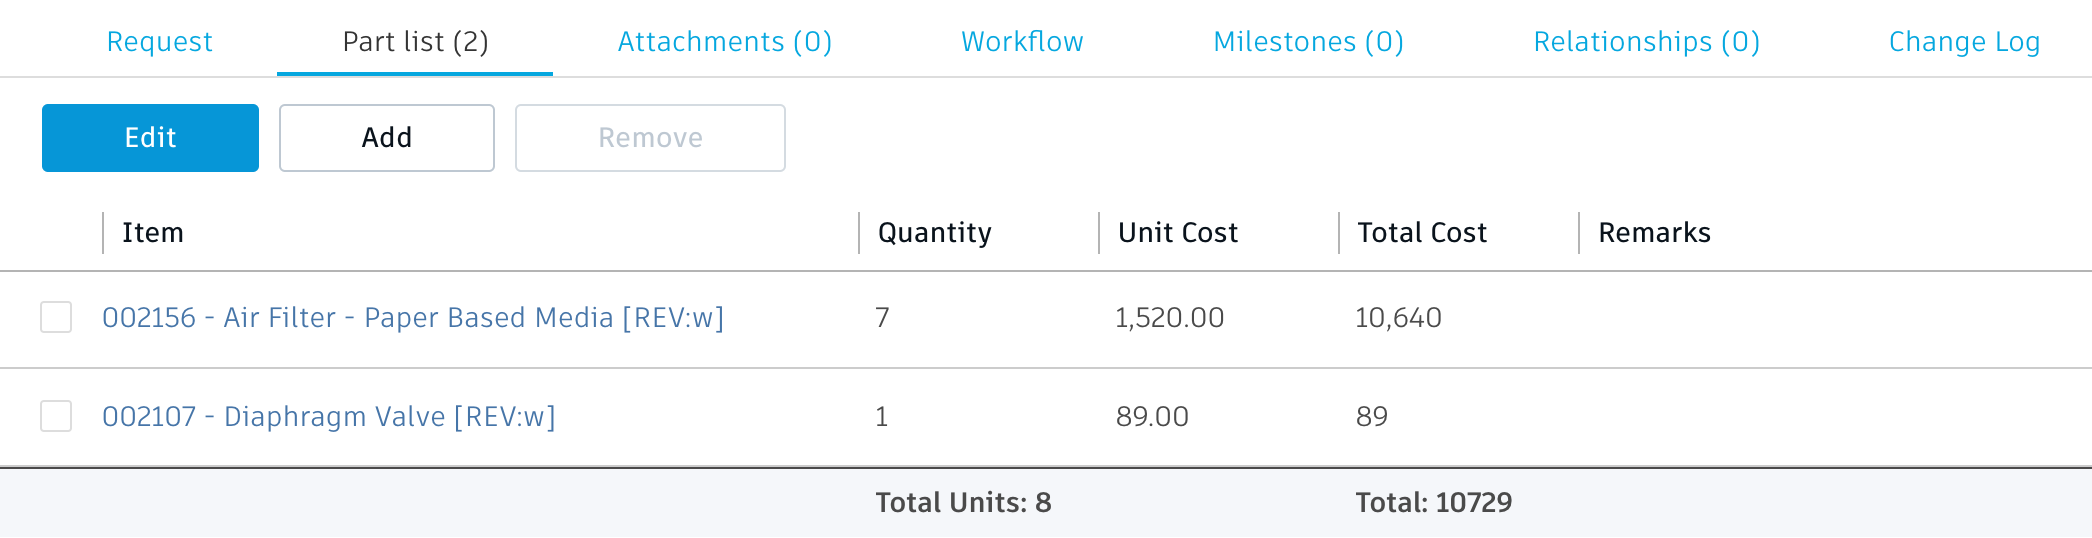 Request Part list (2) Attachments (0) Workflow Milestones (0) Relationships (0) Change Log
Edit Add Remove
Item Quantity Unit Cost Total Cost Remarks
002156 - Air Filter - Paper Based Media [REV:w] 7 1,520.00 10,640
002107 - Diaphragm Valve [REV:w] 1 89.00 89
Total Units: 8 Total: 10729